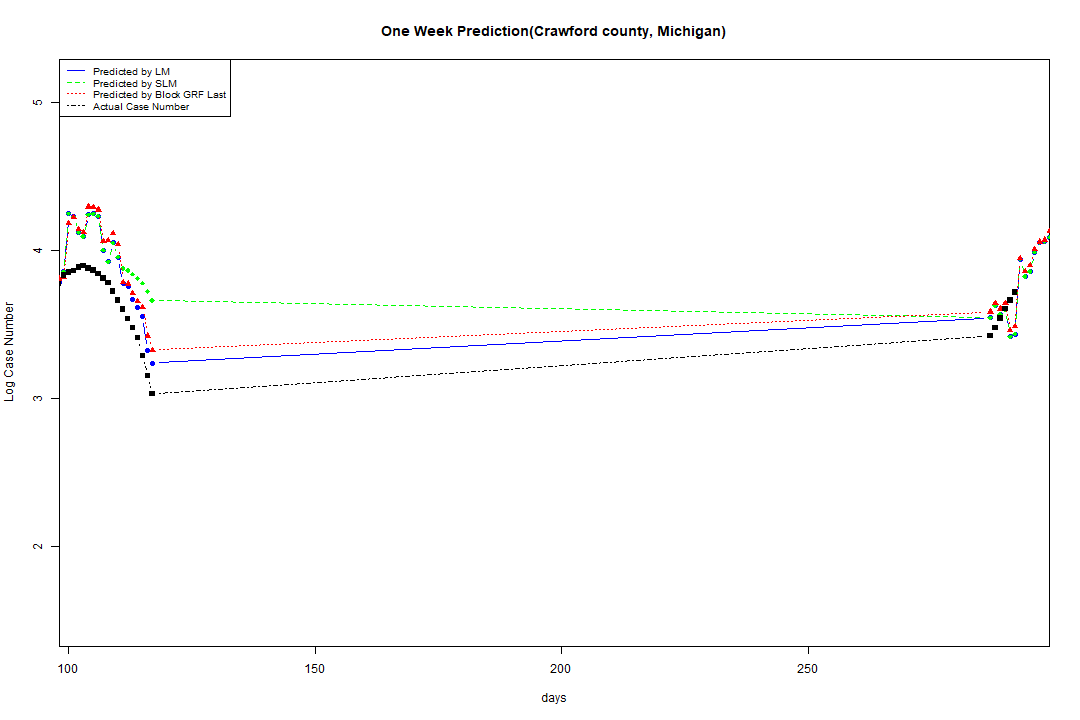 One Week Prediction(Crawford county, Michigan)
Predicted by LM
Predicted by SLM
Predicted by Block GRF Last
Actual Case Number
5
4
3
2
Log Case Number
100 150 200 250
days